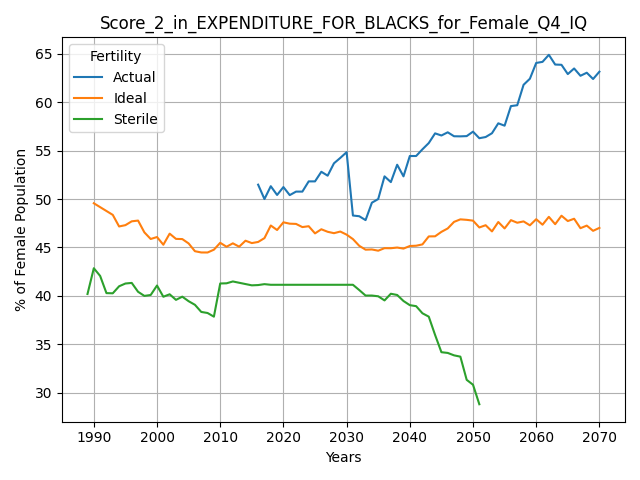 Score_2_in_EXPENDITURE_FOR_BLACKS_for_Female_Q4_IQ
Fertility
Actual
Ideal
Sterile
% of Female Population
65
60
55
50
45
40
35
30
1990 2000 2010 2020 2030 2040 2050 2060 2070
Years